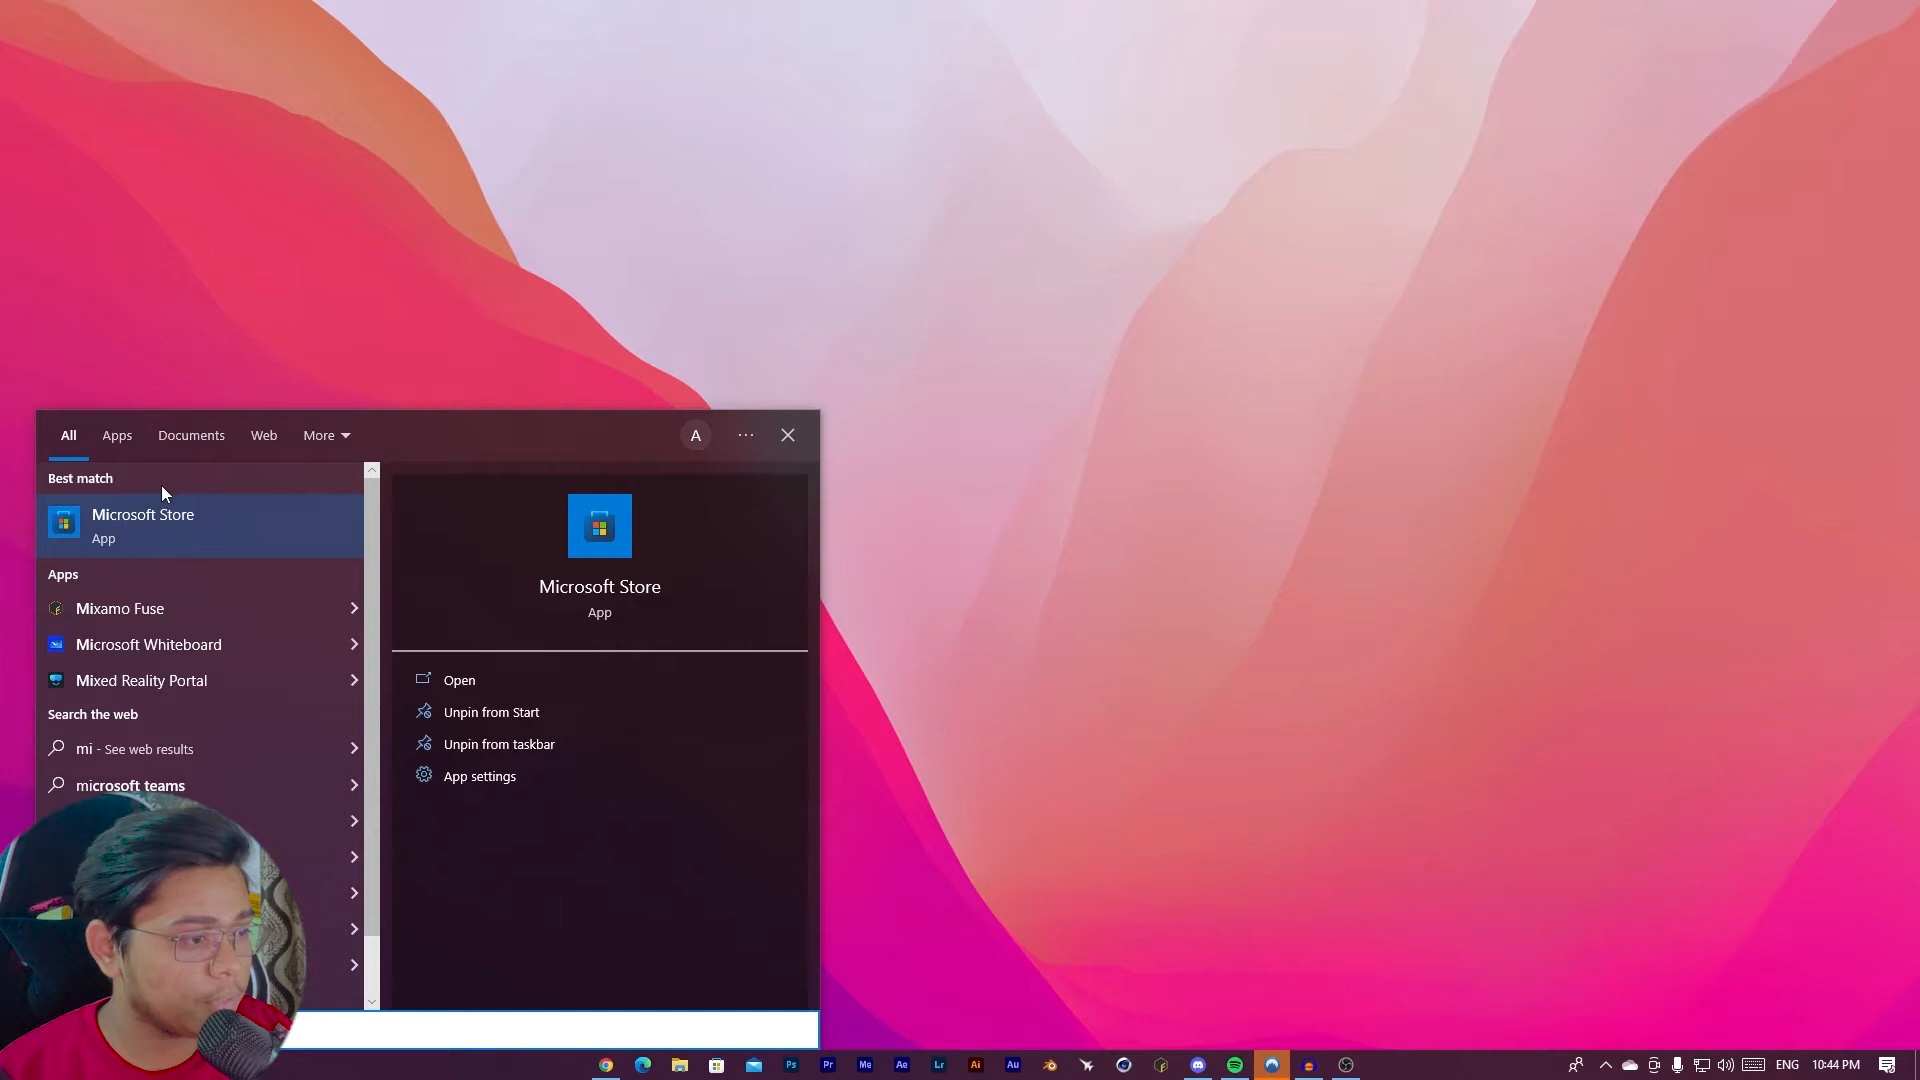 All Apps Documents Web More A
Best match
Microsoft Store
App
Apps
Mixamo Fuse
Microsoft Whiteboard
Mixed Reality Portal
Search the web
mi - See web results
microsoft teams
Microsoft Store
App
Open
Unpin from Start
Unpin from taskbar
App settings
Ps Pr Me Ae Lr Ai Au ENG 10:44 PM